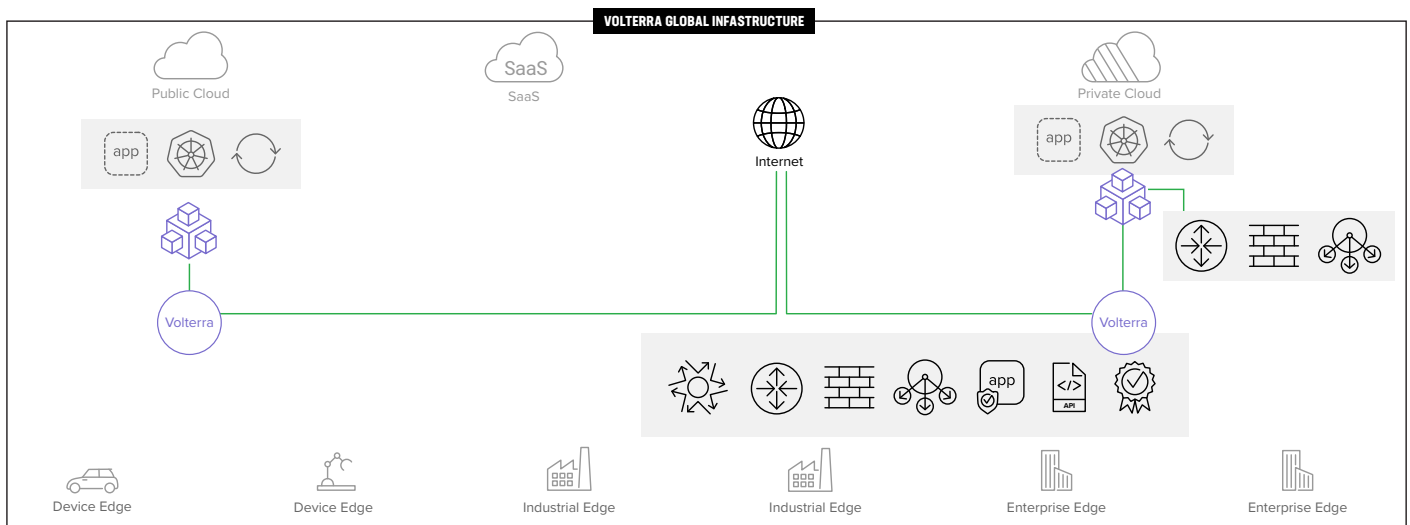 VOLTERRA GLOBAL INFASTRUCTURE
SaaS
Public Cloud
SaaS
Private Cloud
app
app
Internet
Volterra
Volterra
app
</>
API
Device Edge
Device Edge
Industrial Edge
Industrial Edge
Enterprise Edge
Enterprise Edge